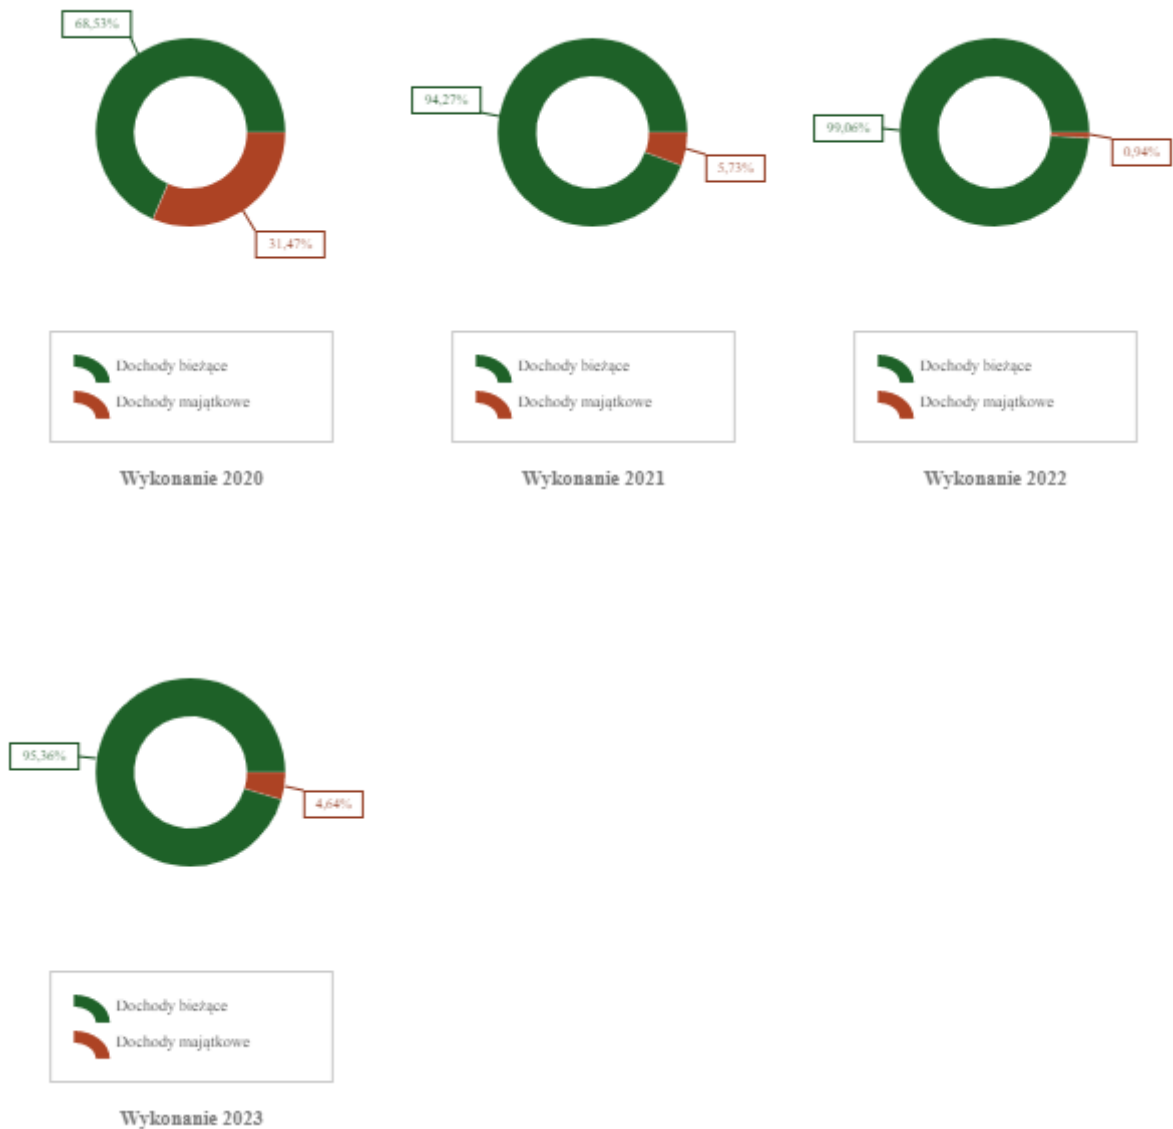 68,53%
31,47%
Dochody bieżące
Dochody majątkowe
Wykonanie 2020
94,27%
5,73%
Dochody bieżące
Dochody majątkowe
Wykonanie 2021
99,06%
0,94%
Dochody bieżące
Dochody majątkowe
Wykonanie 2022
95,36%
4,64%
Dochody bieżące
Dochody majątkowe
Wykonanie 2023